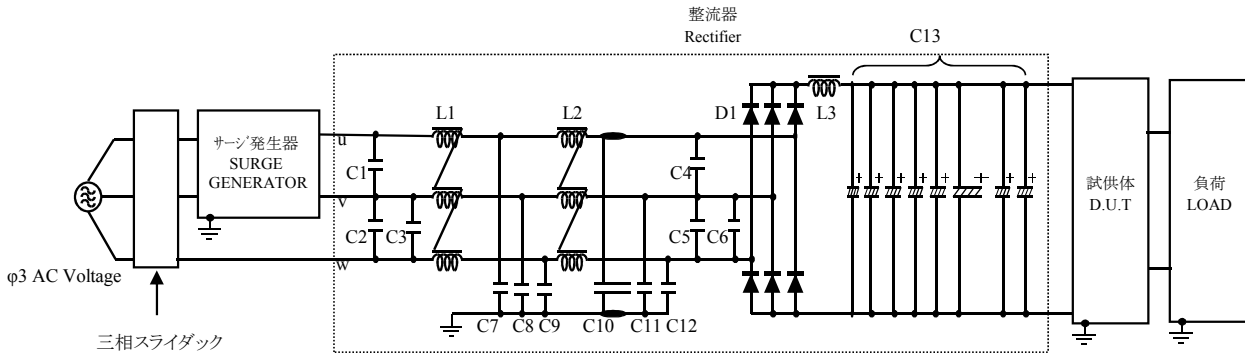 整流器
Rectifier
C13
サージ発生器
SURGE
GENERATOR
u
v
w
L1
L2
D1
L3
C1
C2
C3
C4
C5
C6
C7
C8
C9
C10
C11
C12
+
+
+
+
+
+
+
+
試供体
D.U.T
負荷
LOAD
φ3 AC Voltage
三相スライダック